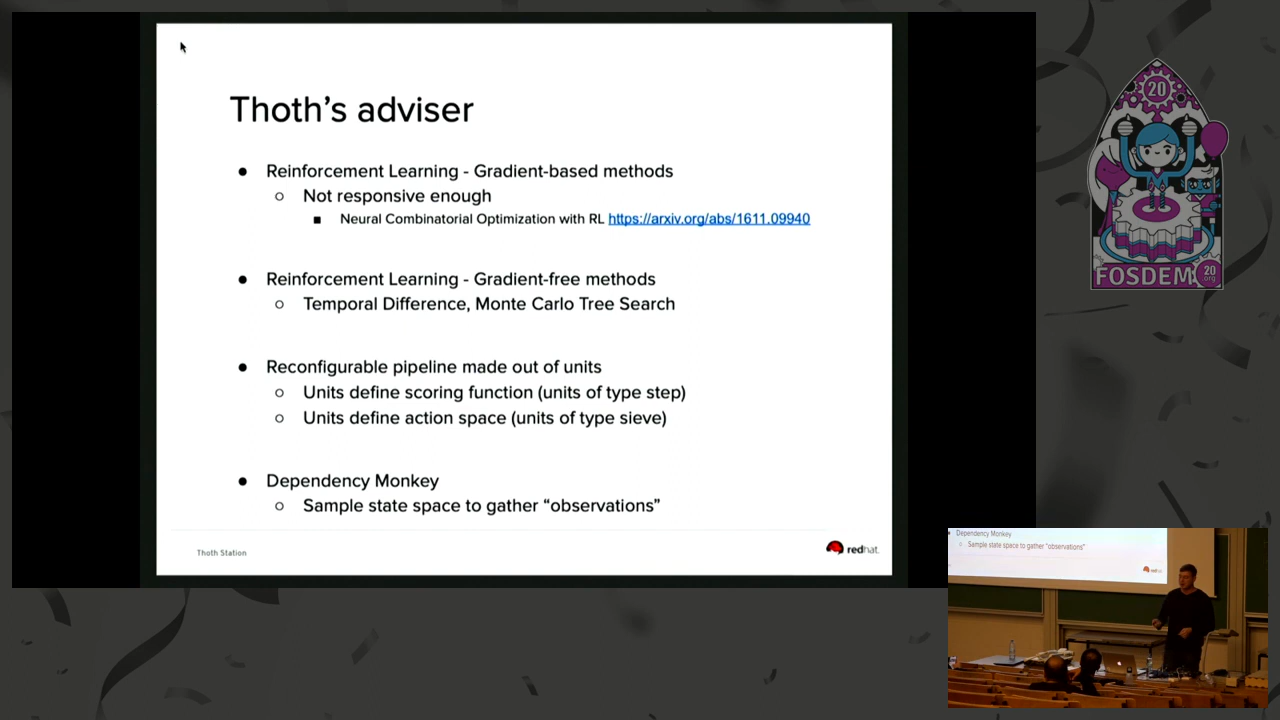 Thoth's adviser
● Reinforcement Learning - Gradient-based methods
○ Not responsive enough
■ Neural Combinatorial Optimization with RL https://arxiv.org/abs/1611.09940
● Reinforcement Learning - Gradient-free methods
○ Temporal Difference, Monte Carlo Tree Search
● Reconfigurable pipeline made out of units
○ Units define scoring function (units of type step)
○ Units define action space (units of type sieve)
● Dependency Monkey
○ Sample state space to gather “observations”
Thoth Station
redhat.
20
FOSDEM
20
.org
Dependency Monkey
○ Sample state space to gather "observations"
redhat.